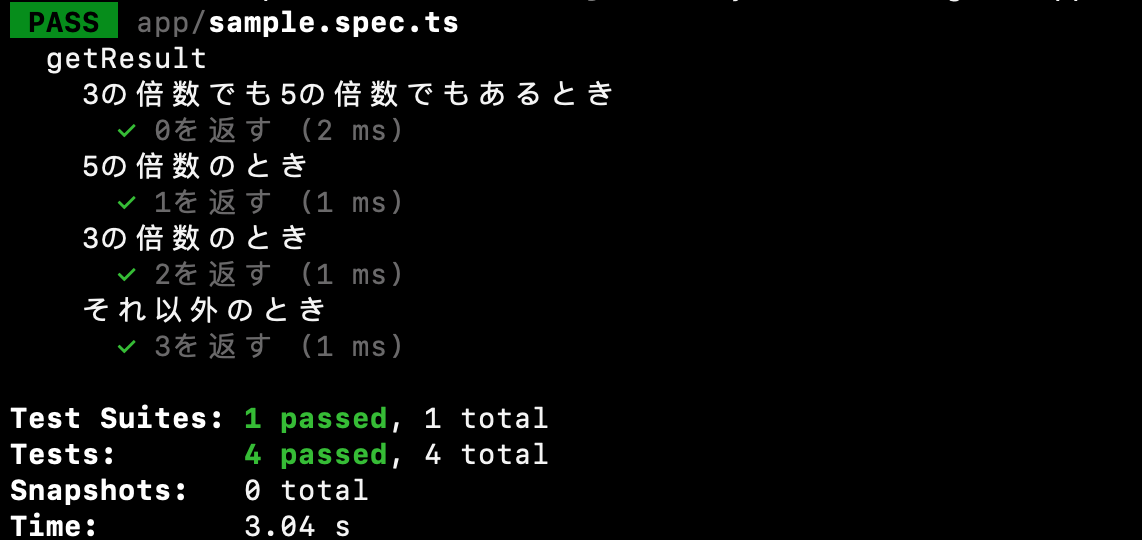 PASS app/sample.spec.ts
getResult
3の倍数でも5の倍数でもあるとき
✓ 0を返す (2 ms)
5の倍数のとき
✓ 1を返す (1 ms)
3の倍数のとき
✓ 2を返す (1 ms)
それ以外のとき
✓ 3を返す (1 ms)
Test Suites: 1 passed, 1 total
Tests: 4 passed, 4 total
Snapshots: 0 total
Time: 3.04 s